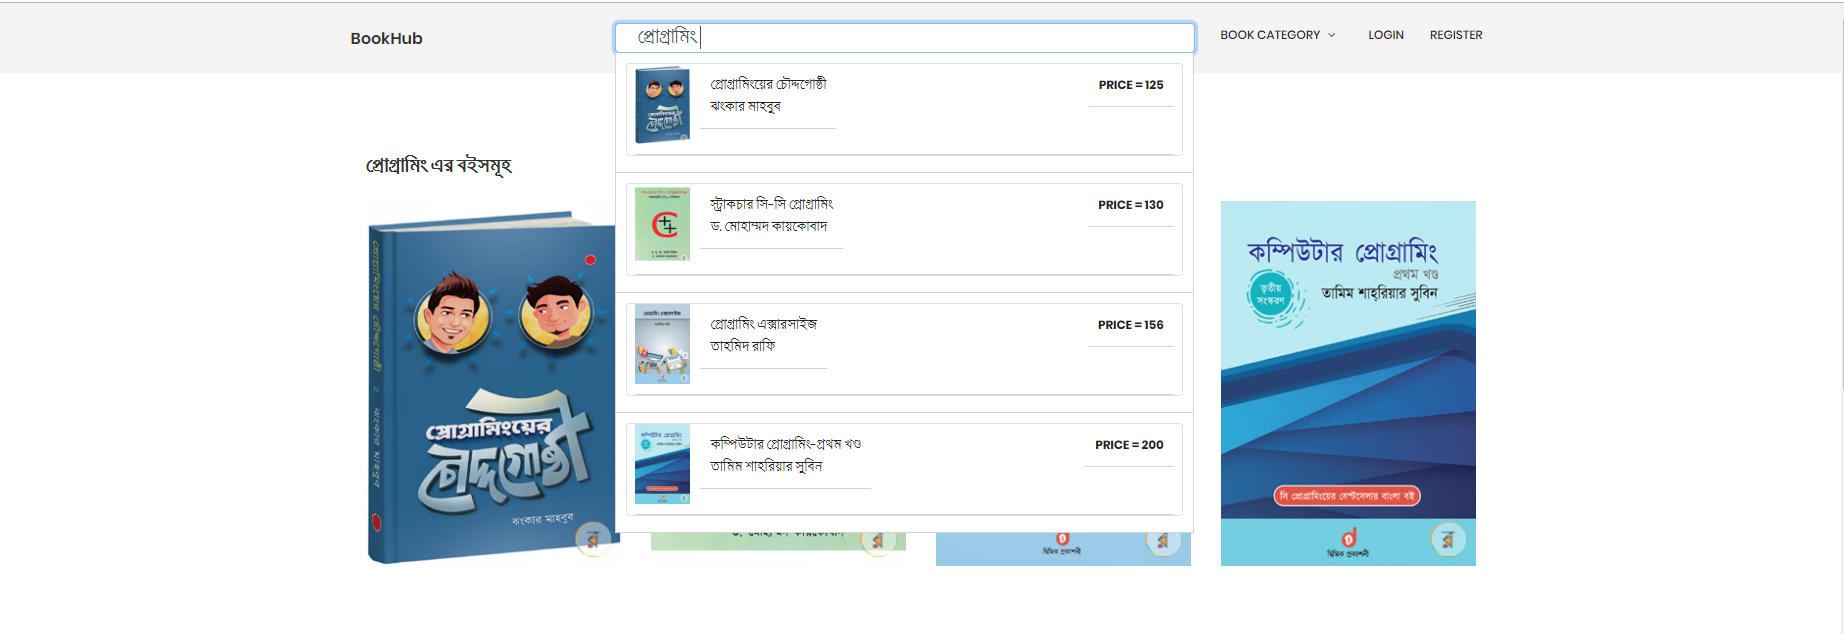 BookHub
প্রোগ্রামিং
BOOK CATEGORY
LOGIN
REGISTER
প্রোগ্রামিংয়ের চৌদ্দগোষ্ঠী
ঝংকার মাহবুব
PRICE = 125
স্ট্রাকচার সি-সি প্রোগ্রামিং
ড. মোহাম্মদ কায়কোবাদ
PRICE = 130
প্রোগ্রামিং এক্সারসাইজ
তাহমিদ রাফি
PRICE = 156
কম্পিউটার প্রোগ্রামিং-প্রথম খণ্ড
তামিম শাহরিয়ার সুবিন
PRICE = 200
প্রোগ্রামিং এর বইসমূহ
প্রোগ্রামিংয়ের
চৌদ্দগোষ্ঠী
ঝংকার মাহবুব
র
র
দ্বিমিক প্রকাশনী
র
কম্পিউটার প্রোগ্রামিং
প্রথম খণ্ড
তৃতীয়
সংস্করণ
তামিম শাহ্‌রিয়ার সুবিন
সি প্রোগ্রামিংয়ের বেস্টসেলার বাংলা বই
দ্বিমিক প্রকাশনী
র